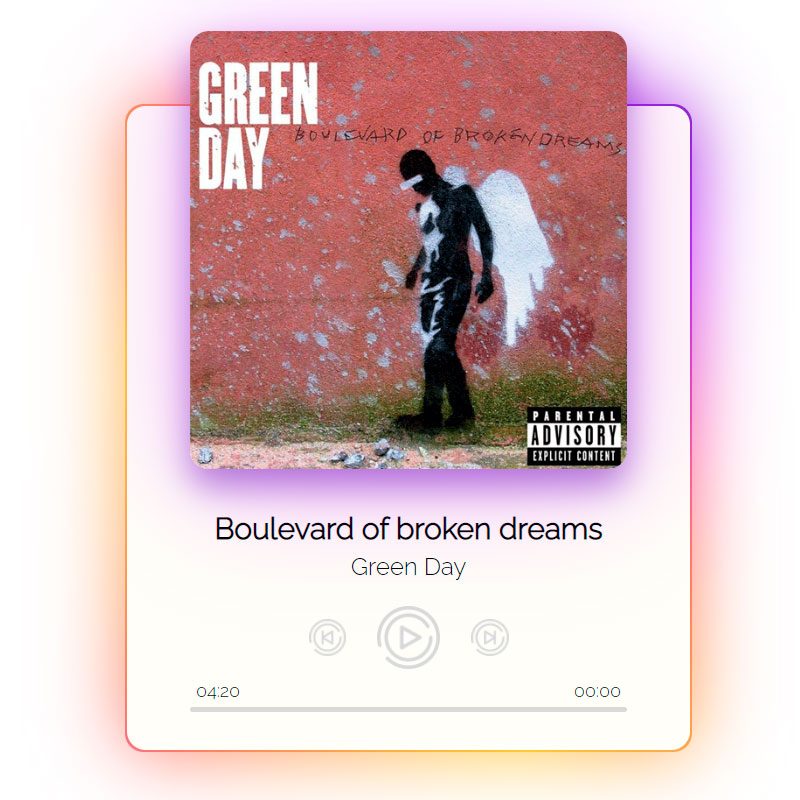 GREEN
DAY
BOULEVARD OF BROKEN DREAMS
PARENTAL
ADVISORY
EXPLICIT CONTENT
Boulevard of broken dreams
Green Day
04:20 00:00